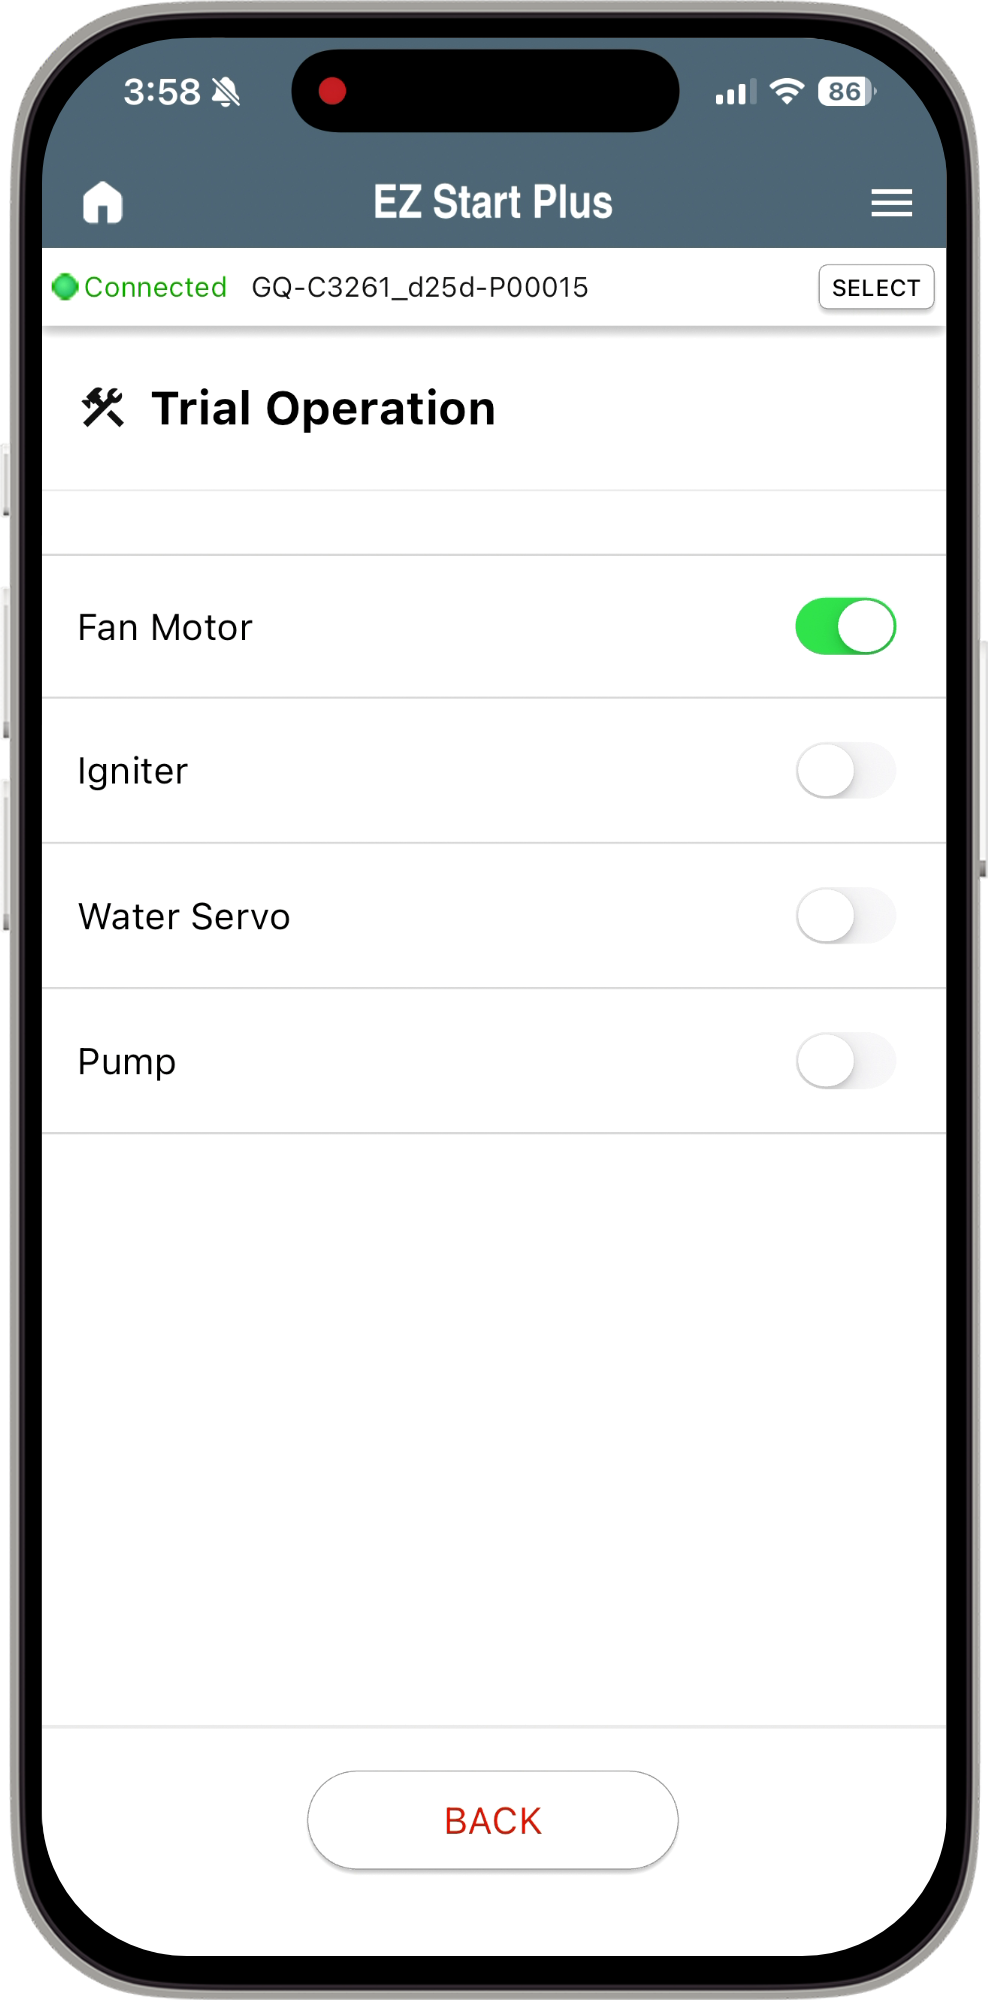 3:58 86
EZ Start Plus
Connected GQ-C3261_d25d-P00015 SELECT
Trial Operation
Fan Motor
Igniter
Water Servo
Pump
BACK